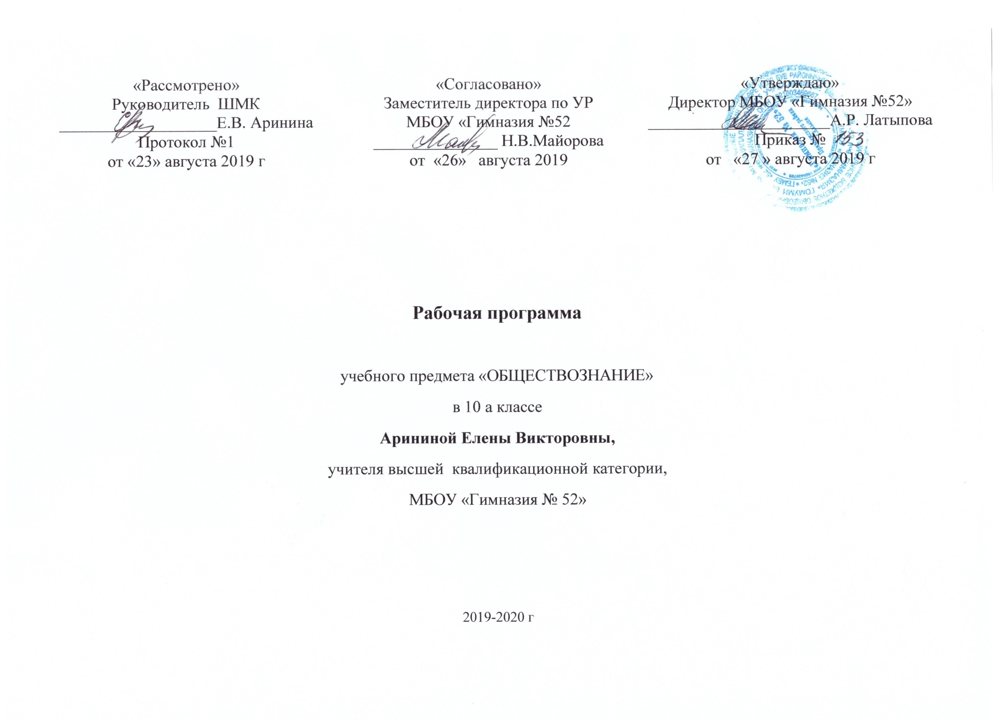 «Рассмотрено»
Руководитель  ШМК
___________________Е.В. Аринина
Протокол №1
от «23» августа 2019 г
«Согласовано»
Заместитель директора по УР
МБОУ «Гимназия №52
_______________ Н.В.Майорова
от  «26»   августа 2019
«Утверждаю»
Директор МБОУ «Гимназия №52»
______________________А.Р. Латыпова
Приказ № 153
от   «27 » августа 2019 г
Рабочая программа
учебного предмета «ОБЩЕСТВОЗНАНИЕ»
в 10 а классе
Арининой Елены Викторовны,
учителя высшей  квалификационной категории,
МБОУ «Гимназия № 52»
2019-2020 г